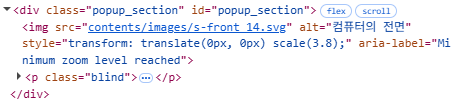 ▼<div class="popup_section" id="popup_section"> flex scroll
<img src="contents/images/s-front_14.svg" alt="컴퓨터의 전면"
style="transform: translate(0px, 0px) scale(3.8);" aria-label="Mi
nimum zoom level reached">
▶<p class="blind">⋯</p>
</div>